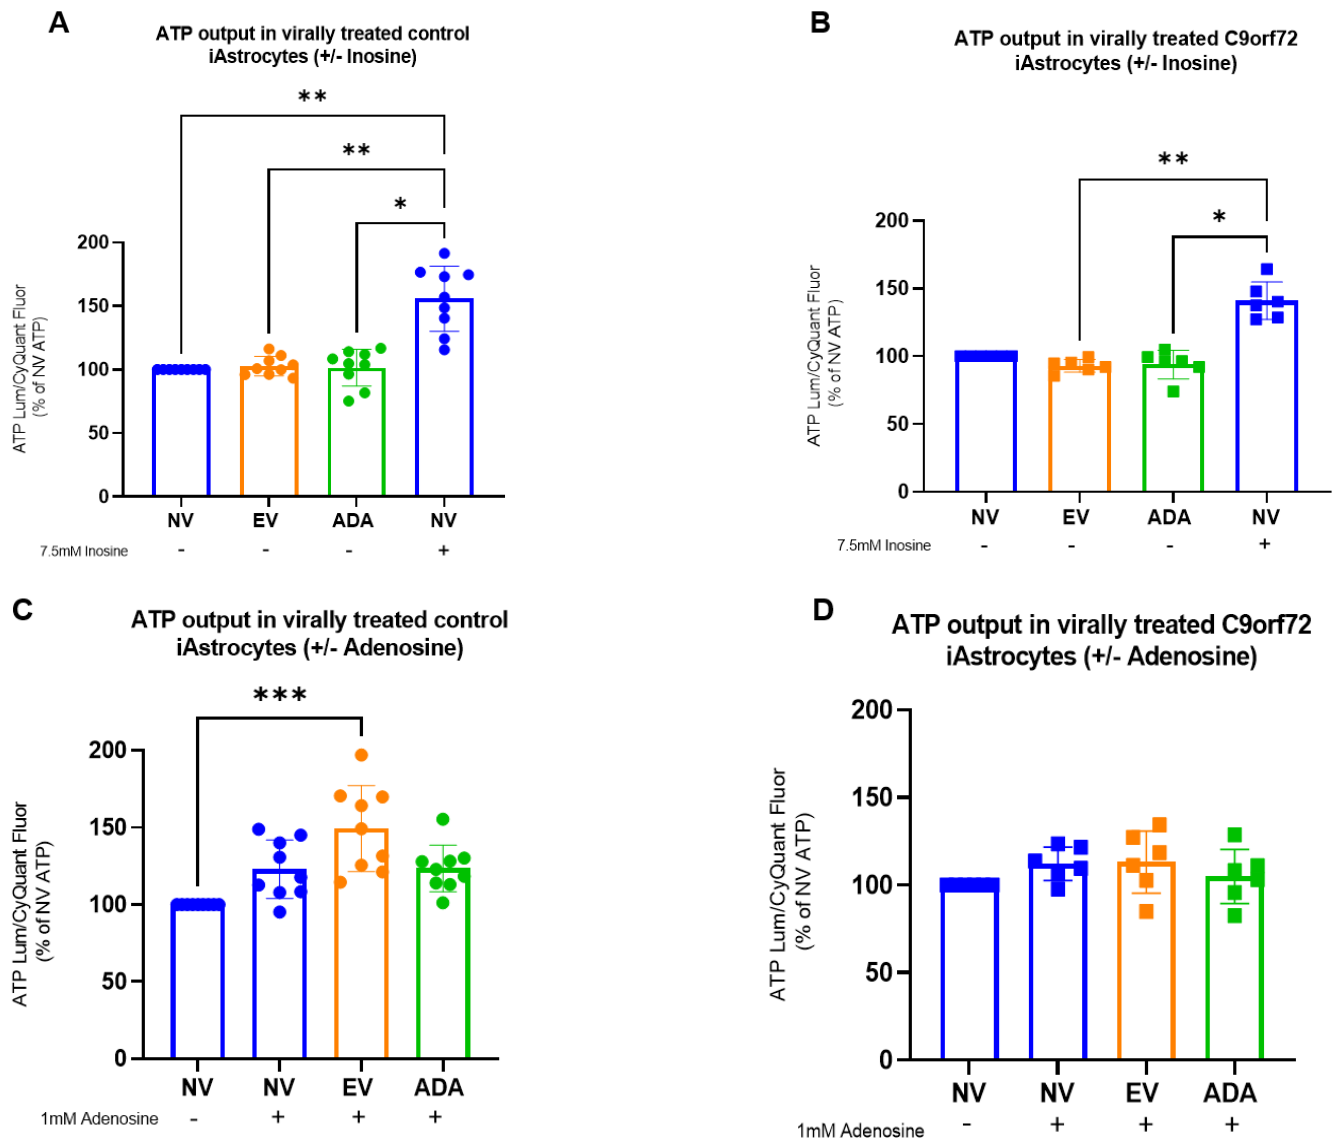 A
ATP output in virally treated control
iAstrocytes (+/- Inosine)
**
**
*
ATP Lum/CyQuant Fluor
(% of NV ATP)
200
150
100
50
0
NV EV ADA NV
7.5mM Inosine - - - +
B
ATP output in virally treated C9orf72
iAstrocytes (+/- Inosine)
**
*
ATP Lum/CyQuant Fluor
(% of NV ATP)
200
150
100
50
0
NV EV ADA NV
7.5mM Inosine - - - +
C
ATP output in virally treated control
iAstrocytes (+/- Adenosine)
***
ATP Lum/CyQuant Fluor
(% of NV ATP)
200
150
100
50
0
NV NV EV ADA
1mM Adenosine - + + +
D
ATP output in virally treated C9orf72
iAstrocytes (+/- Adenosine)
ATP Lum/CyQuant Fluor
(% of NV ATP)
200
150
100
50
0
NV NV EV ADA
1mM Adenosine - + + +